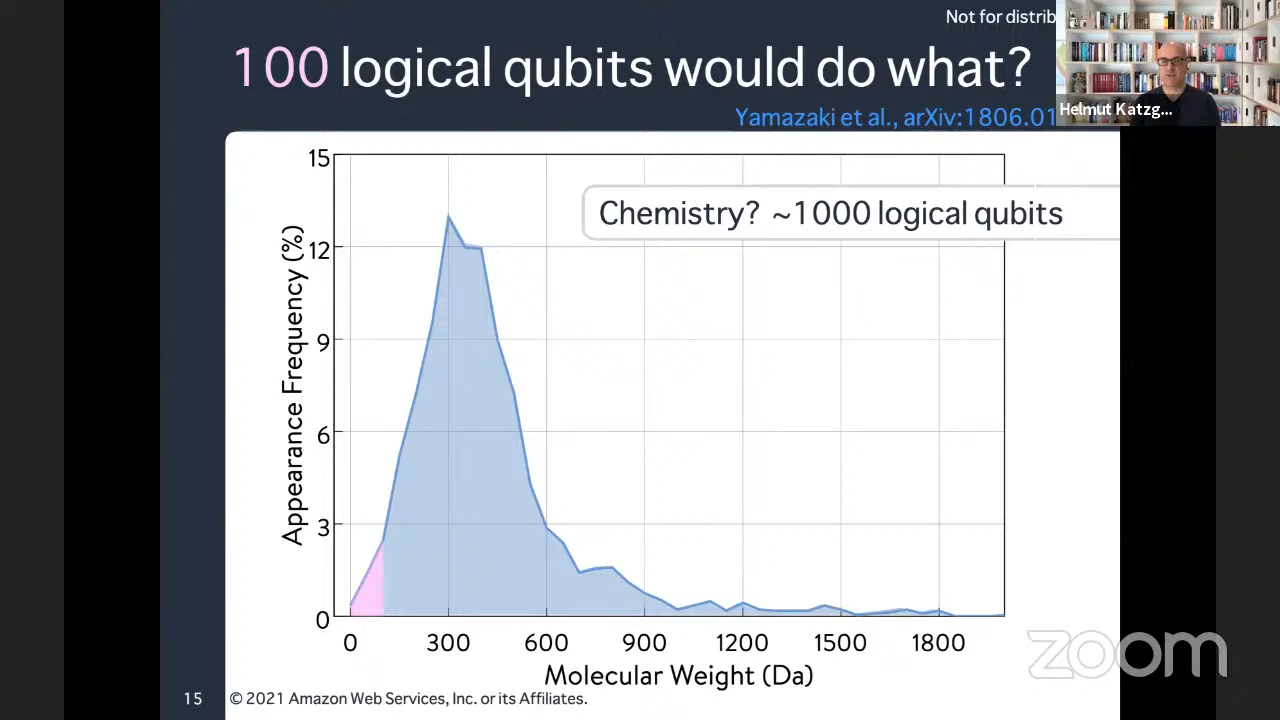 Not for distrib
100 logical qubits would do what?
Yamazaki et al., arXiv:1806.01
Helmut Katzg...
Chemistry? ~1000 logical qubits
Appearance Frequency (%)
15
12
9
6
3
0
0 300 600 900 1200 1500 1800
Molecular Weight (Da)
zoom
15 © 2021 Amazon Web Services, Inc. or its Affiliates.